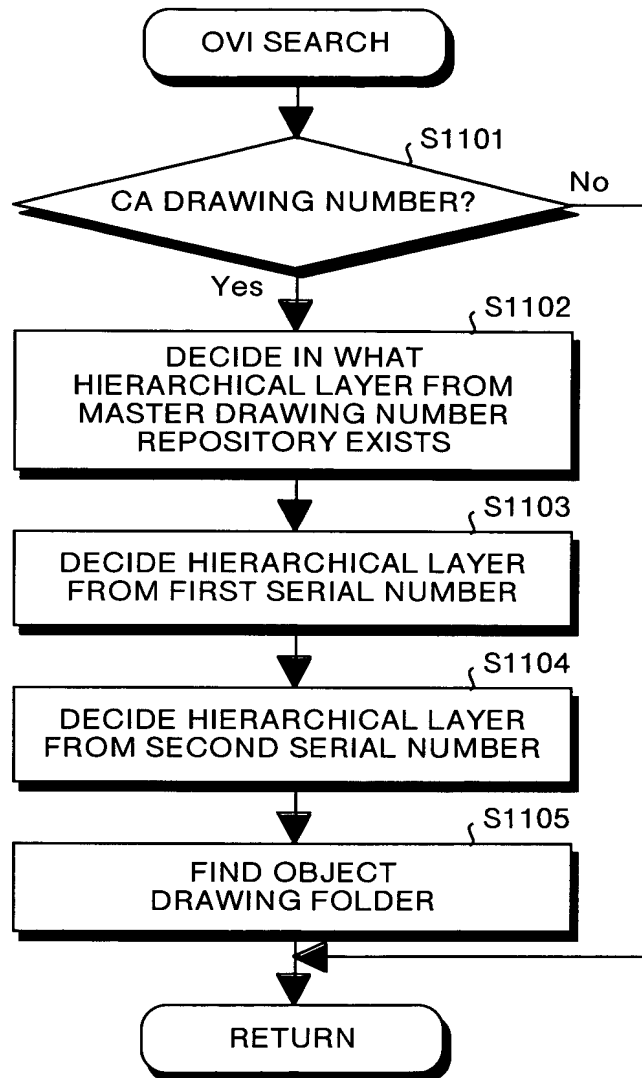 OVI SEARCH
S1101
CA DRAWING NUMBER?
No
Yes
S1102
DECIDE IN WHAT
HIERARCHICAL LAYER FROM
MASTER DRAWING NUMBER
REPOSITORY EXISTS
S1103
DECIDE HIERARCHICAL LAYER
FROM FIRST SERIAL NUMBER
S1104
DECIDE HIERARCHICAL LAYER
FROM SECOND SERIAL NUMBER
S1105
FIND OBJECT
DRAWING FOLDER
RETURN